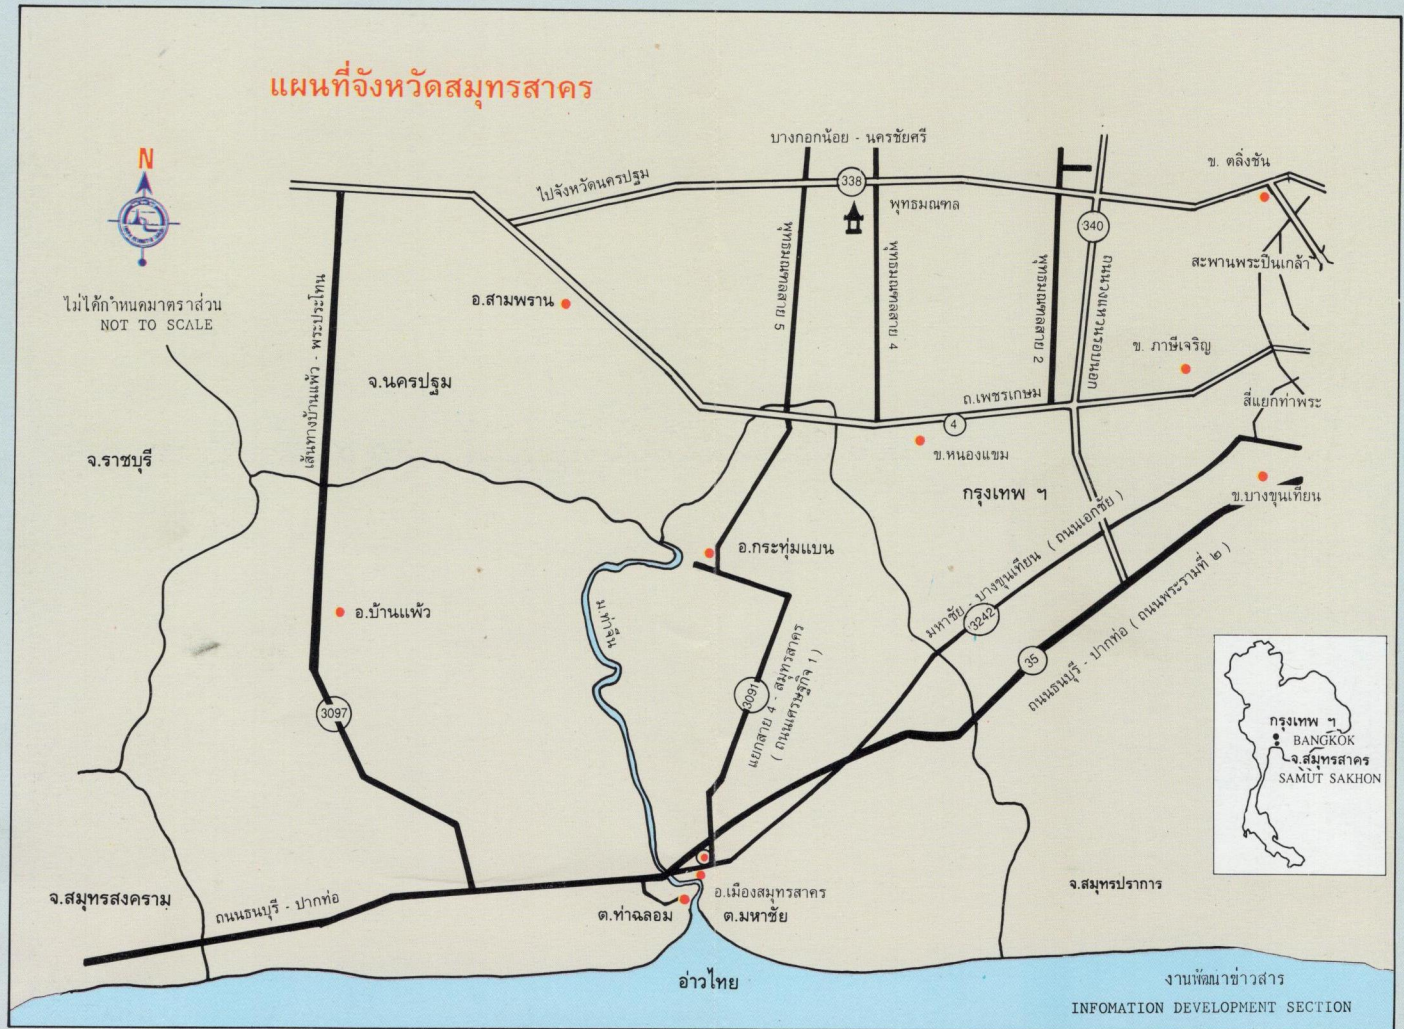 แผนที่จังหวัดสมุทรสาคร
N
ไม่ได้กำหนดมาตราส่วน
NOT TO SCALE
บางกอกน้อย - นครชัยศรี
ไปจังหวัดนครปฐม
338
พุทธมณฑล
ข. ตลิ่งชัน
340
สะพานพระปิ่นเกล้า
อ.สามพราน
พุทธมณฑลสาย 5
พุทธมณฑลสาย 4
พุทธมณฑลสาย 2
ถนนวงแหวนรอบนอก
เส้นทางบ้านแพ้ว - พระประโทน
จ.นครปฐม
ข. ภาษีเจริญ
ถ.เพชรเกษม
4
สี่แยกท่าพระ
จ.ราชบุรี
ข.หนองแขม
กรุงเทพ ฯ
ข.บางขุนเทียน
อ.กระทุ่มแบน
มหาชัย - บางขุนเทียน ( ถนนเอกชัย )
3242
ถนนธนบุรี - ปากท่อ ( ถนนพระรามที่ ๒ )
35
อ.บ้านแพ้ว
ม.ท่าจีน
3097
3091
แยกสาย 4 - สมุทรสาคร
( ถนนเศรษฐกิจ 1 )
กรุงเทพ ฯ
BANGKOK
จ.สมุทรสาคร
SAMUT SAKHON
จ.สมุทรสงคราม
ถนนธนบุรี - ปากท่อ
อ.เมืองสมุทรสาคร
ต.ท่าฉลอม
ต.มหาชัย
จ.สมุทรปราการ
อ่าวไทย
งานพัฒนาข่าวสาร
INFOMATION DEVELOPMENT SECTION